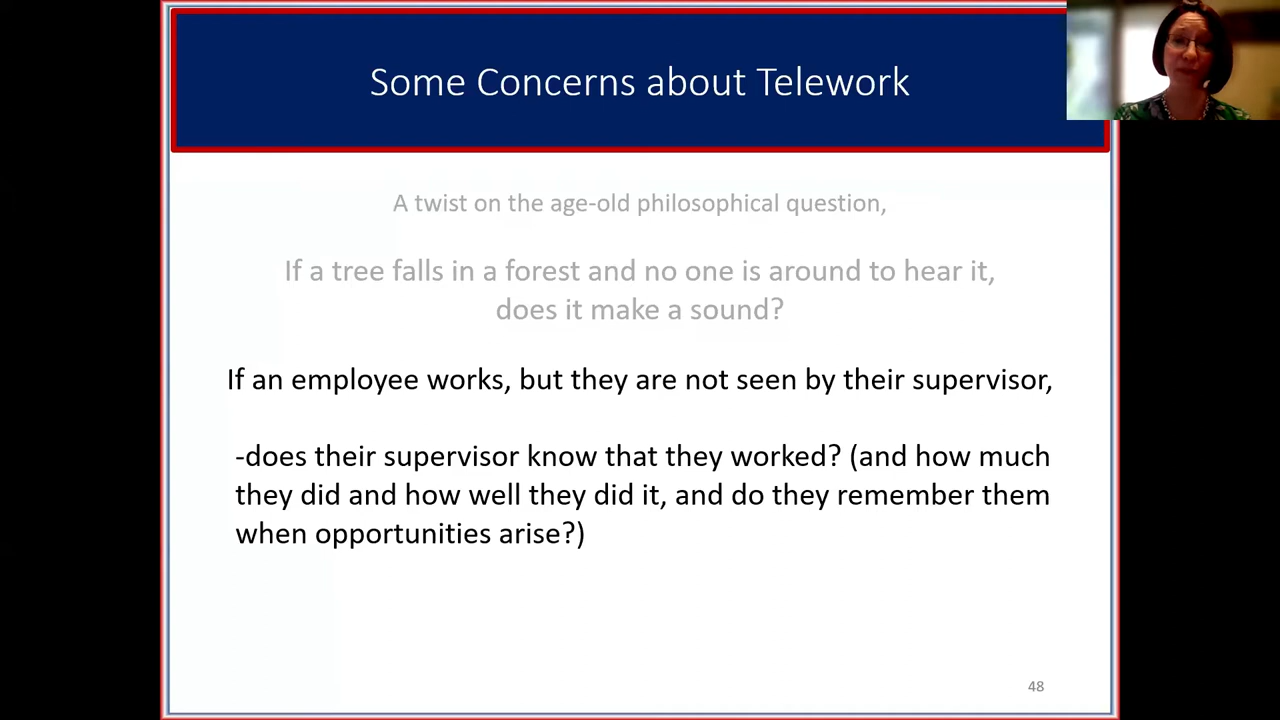 Some Concerns about Telework
A twist on the age-old philosophical question,
If a tree falls in a forest and no one is around to hear it,
does it make a sound?
If an employee works, but they are not seen by their supervisor,
-does their supervisor know that they worked? (and how much
they did and how well they did it, and do they remember them
when opportunities arise?)
48